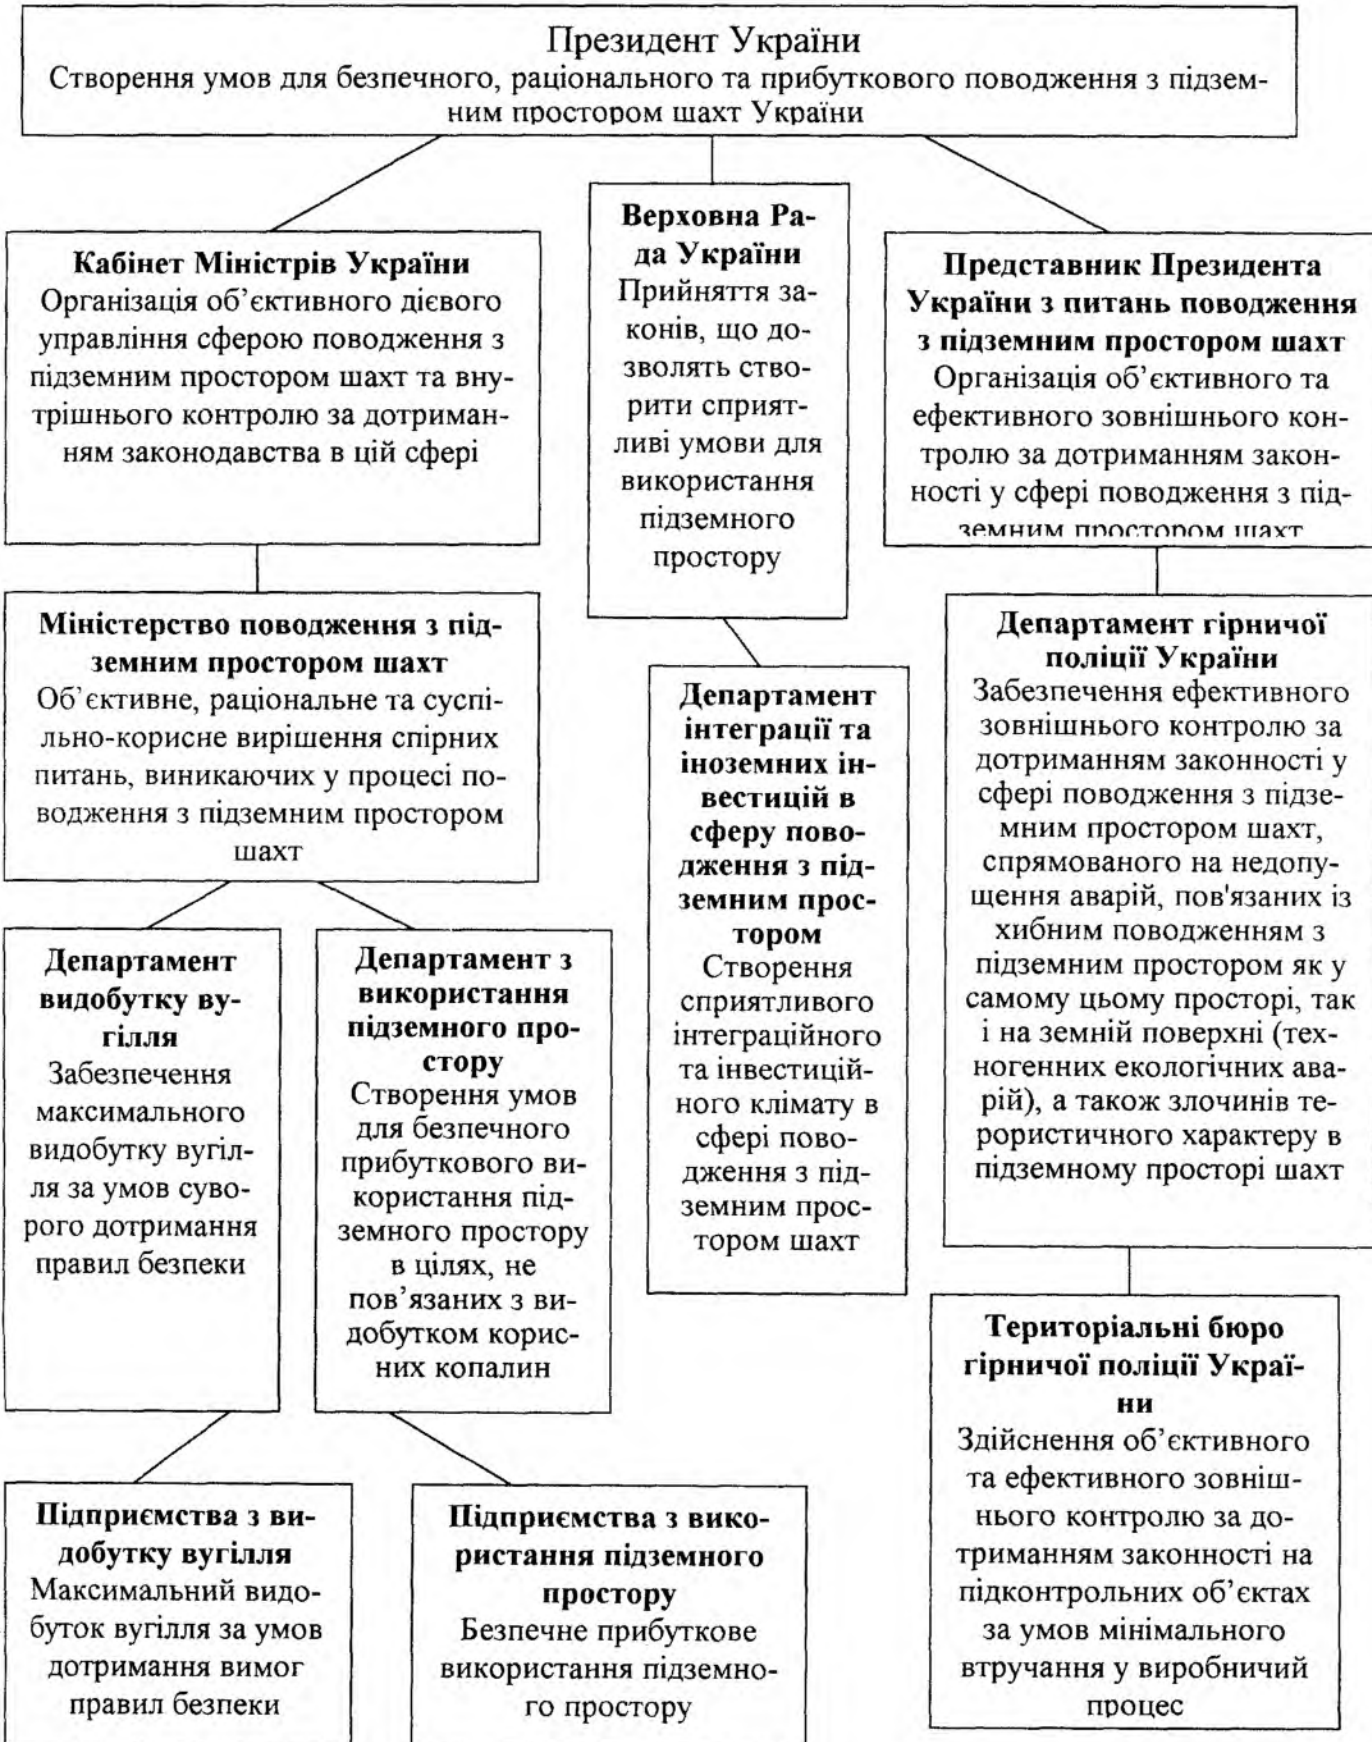 Президент України
Створення умов для безпечного, раціонального та прибуткового поводження з підзем-
ним простором шахт України
Кабінет Міністрів України
Організація об’єктивного дієвого
управління сферою поводження з
підземним простором шахт та вну-
трішнього контролю за дотриман-
ням законодавства в цій сфері
Верховна Ра-
да України
Прийняття за-
конів, що до-
зволять ство-
рити сприят-
ливі умови для
використання
підземного
простору
Представник Президента
України з питань поводження
з підземним простором шахт
Організація об’єктивного та
ефективного зовнішнього кон-
тролю за дотриманням закон-
ності у сфері поводження з під-
земним простором шахт
Міністерство поводження з під-
земним простором шахт
Об’єктивне, раціональне та суспі-
льно-корисне вирішення спірних
питань, виникаючих у процесі по-
водження з підземним простором
шахт
Департамент
інтеграції та
іноземних ін-
вестицій в
сферу пово-
дження з під-
земним прос-
тором
Створення
сприятливого
інтеграційного
та інвестицій-
ного клімату в
сфері пово-
дження з під-
земним прос-
тором шахт
Департамент гірничої
поліції України
Забезпечення ефективного
зовнішнього контролю за
дотриманням законності у
сфері поводження з підзе-
мним простором шахт,
спрямованого на недопу-
щення аварій, пов'язаних із
хибним поводженням з
підземним простором як у
самому цьому просторі, так
і на земній поверхні (тех-
ногенних екологічних ава-
рій), а також злочинів те-
рористичного характеру в
підземному просторі шахт
Департамент
видобутку ву-
гілля
Забезпечення
максимального
видобутку вугіл-
ля за умов суво-
рого дотримання
правил безпеки
Департамент з
використання
підземного про-
стору
Створення умов
для безпечного
прибуткового ви-
користання під-
земного простору
в цілях, не
пов’язаних з ви-
добутком корис-
них копалин
Територіальні бюро
гірничої поліції Украї-
ни
Здійснення об’єктивного
та ефективного зовніш-
нього контролю за до-
триманням законності на
підконтрольних об’єктах
за умов мінімального
втручання у виробничий
процес
Підприємства з ви-
добутку вугілля
Максимальний видо-
буток вугілля за умов
дотримання вимог
правил безпеки
Підприємства з вико-
ристання підземного
простору
Безпечне прибуткове
використання підземно-
го простору